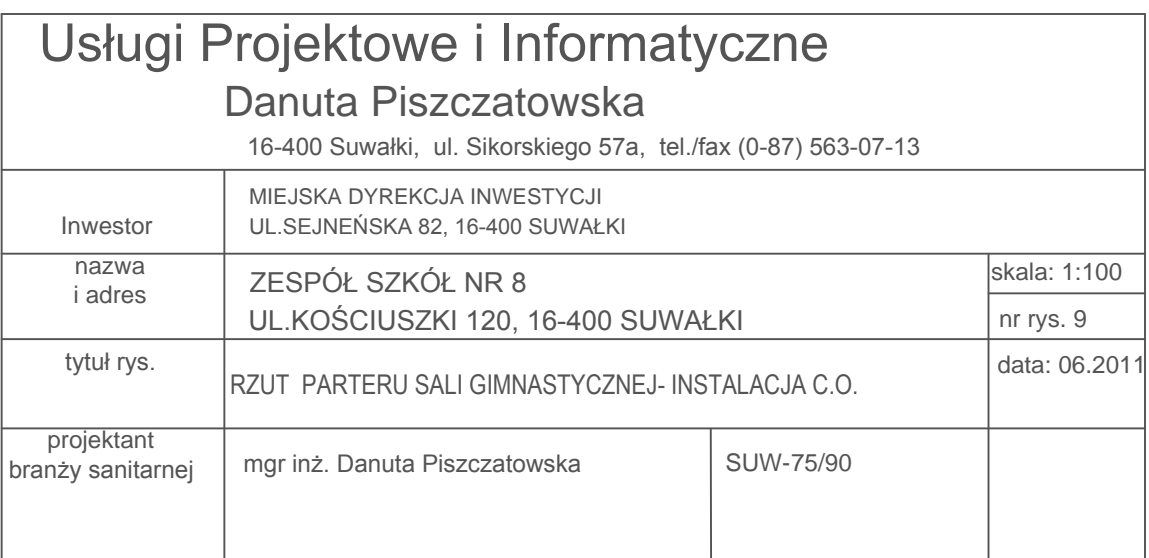 Usługi Projektowe i Informatyczne
Danuta Piszczatowska
16-400 Suwałki, ul. Sikorskiego 57a, tel./fax (0-87) 563-07-13
Inwestor
MIEJSKA DYREKCJA INWESTYCJI
UL.SEJNEŃSKA 82, 16-400 SUWAŁKI
nazwa
i adres
ZESPÓŁ SZKÓŁ NR 8
UL.KOŚCIUSZKI 120, 16-400 SUWAŁKI
skala: 1:100
nr rys. 9
tytuł rys.
RZUT PARTERU SALI GIMNASTYCZNEJ- INSTALACJA C.O.
data: 06.2011
projektant
branży sanitarnej
mgr inż. Danuta Piszczatowska
SUW-75/90